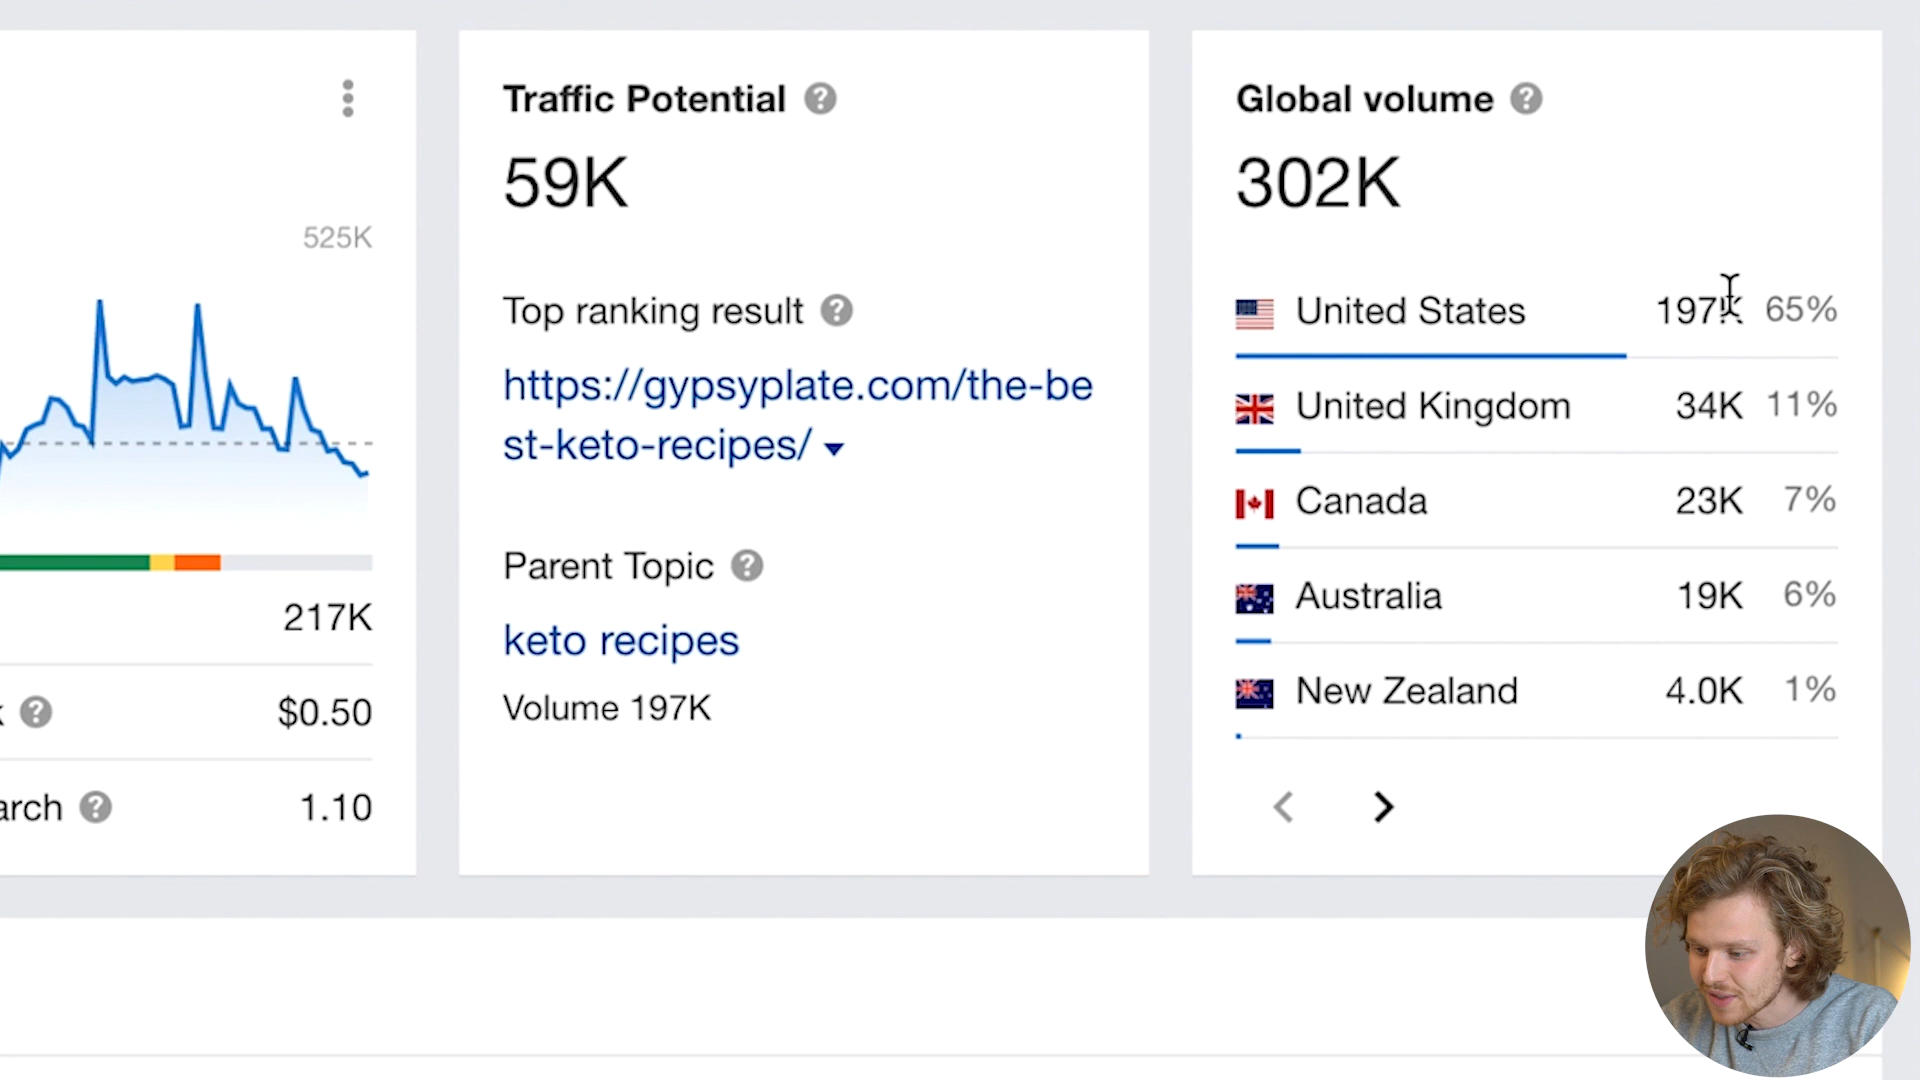 525K
217K
$0.50
arch
1.10
Traffic Potential
59K
Top ranking result
https://gypsyplate.com/the-be
st-keto-recipes/
Parent Topic
keto recipes
Volume 197K
Global volume
302K
United States 197K 65%
United Kingdom 34K 11%
Canada 23K 7%
Australia 19K 6%
New Zealand 4.0K 1%